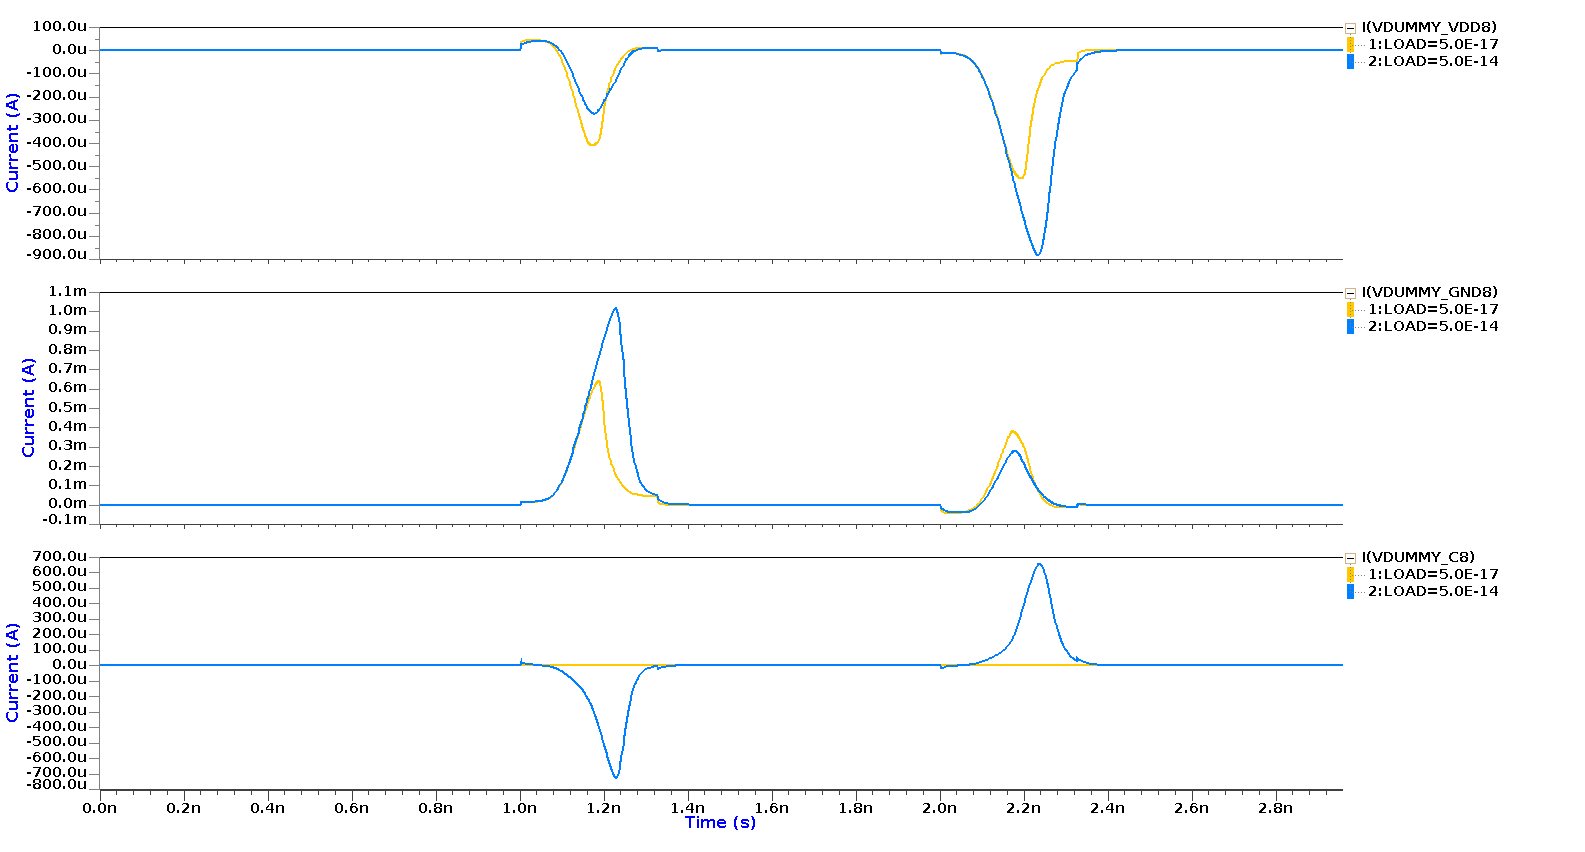 100.0u
0.0u
-100.0u
-200.0u
-300.0u
-400.0u
-500.0u
-600.0u
-700.0u
-800.0u
-900.0u
Current (A)
I(VDUMMY_VDD8)
1:LOAD=5.0E-17
2:LOAD=5.0E-14
1.1m
1.0m
0.9m
0.8m
0.7m
0.6m
0.5m
0.4m
0.3m
0.2m
0.1m
0.0m
-0.1m
Current (A)
I(VDUMMY_GND8)
1:LOAD=5.0E-17
2:LOAD=5.0E-14
700.0u
600.0u
500.0u
400.0u
300.0u
200.0u
100.0u
0.0u
-100.0u
-200.0u
-300.0u
-400.0u
-500.0u
-600.0u
-700.0u
-800.0u
Current (A)
I(VDUMMY_C8)
1:LOAD=5.0E-17
2:LOAD=5.0E-14
0.0n 0.2n 0.4n 0.6n 0.8n 1.0n 1.2n 1.4n 1.6n 1.8n 2.0n 2.2n 2.4n 2.6n 2.8n
Time (s)